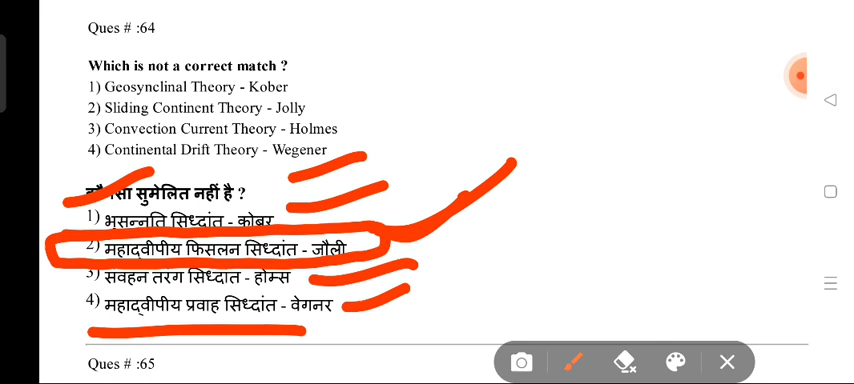 Ques # :64
Which is not a correct match ?
1) Geosynclinal Theory - Kober
2) Sliding Continent Theory - Jolly
3) Convection Current Theory - Holmes
4) Continental Drift Theory - Wegener
सुमेलित नहीं है ?
1) भूसन्नति सिध्दांत - कोबर
2) महाद्वीपीय फिसलन सिध्दांत - जौली
3) संवहन तरंग सिध्दांत - होम्स
4) महाद्वीपीय प्रवाह सिध्दांत - वेगनर
Ques # :65